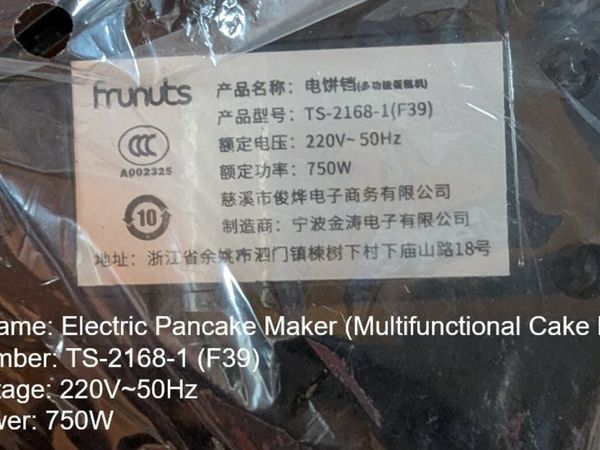 Frunuts
产品名称： 电饼铛(多功能蛋糕机)
产品型号： TS-2168-1(F39)
额定电压： 220V~ 50Hz
额定功率： 750W
CCC
A002325
慈溪市俊烨电子商务有限公司
10
制造商： 宁波金涛电子有限公司
地址： 浙江省余姚市泗门镇楝树下村下庙山路18号
ame: Electric Pancake Maker (Multifunctional Cake
mber: TS-2168-1 (F39)
tage: 220V~50Hz
wer: 750W